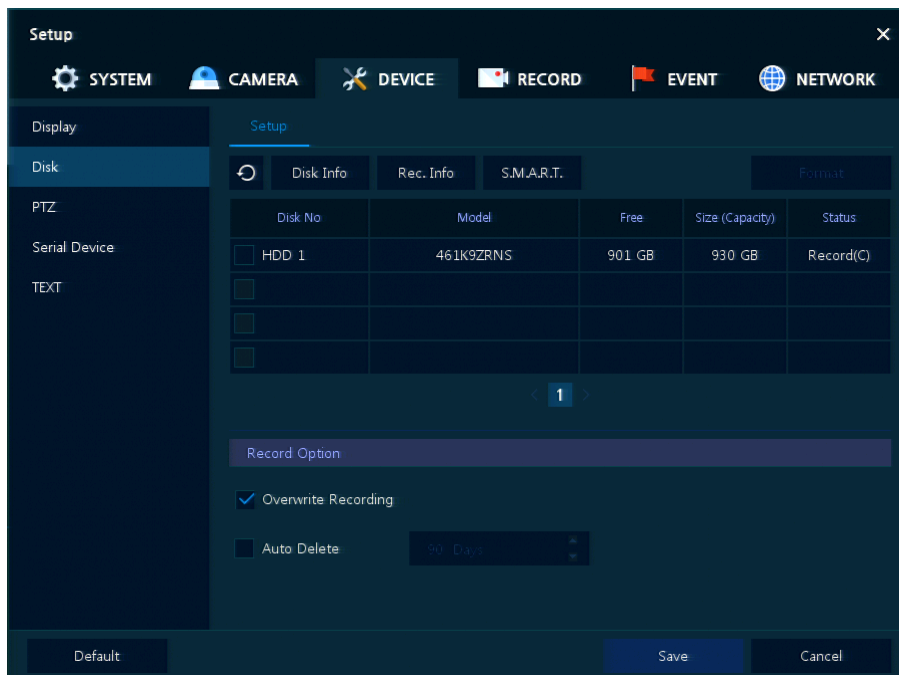 Setup
SYSTEM CAMERA DEVICE RECORD EVENT NETWORK
Display
Disk
PTZ
Serial Device
TEXT
Setup
Disk Info Rec. Info S.M.A.R.T. Format
Disk No Model Free Size (Capacity) Status
HDD 1 461K9ZRNS 901 GB 930 GB Record(C)
1
Record Option
Overwrite Recording
Auto Delete 90 Days
Default Save Cancel